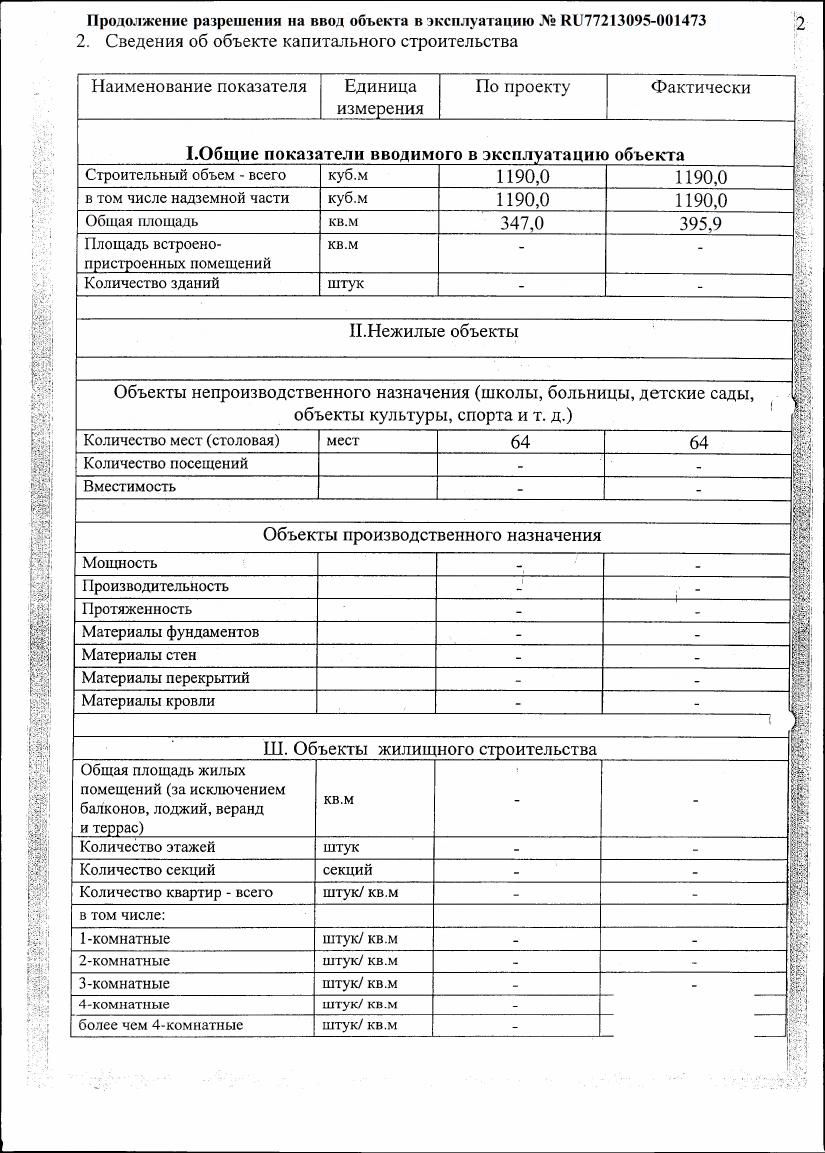 Продолжение разрешения на ввод объекта в эксплуатацию № RU77213095-001473
2
2. Сведения об объекте капитального строительства
Наименование показателя Единица измерения По проекту Фактически
I.Общие показатели вводимого в эксплуатацию объекта
Строительный объем - всего куб.м 1190,0 1190,0
в том числе надземной части куб.м 1190,0 1190,0
Общая площадь кв.м 347,0 395,9
Площадь встроено-
пристроенных помещений кв.м - -
Количество зданий штук - -
II.Нежилые объекты
Объекты непроизводственного назначения (школы, больницы, детские сады,
объекты культуры, спорта и т. д.)
Количество мест (столовая) мест 64 64
Количество посещений - -
Вместимость - -
Объекты производственного назначения
Мощность - -
Производительность - -
Протяженность - -
Материалы фундаментов - -
Материалы стен - -
Материалы перекрытий - -
Материалы кровли - -
Ш. Объекты жилищного строительства
Общая площадь жилых
помещений (за исключением
балконов, лоджий, веранд
и террас) кв.м - -
Количество этажей штук - -
Количество секций секций - -
Количество квартир - всего штук/ кв.м - -
в том числе:
1-комнатные штук/ кв.м - -
2-комнатные штук/ кв.м - -
3-комнатные штук/ кв.м - -
4-комнатные штук/ кв.м -
более чем 4-комнатные штук/ кв.м -